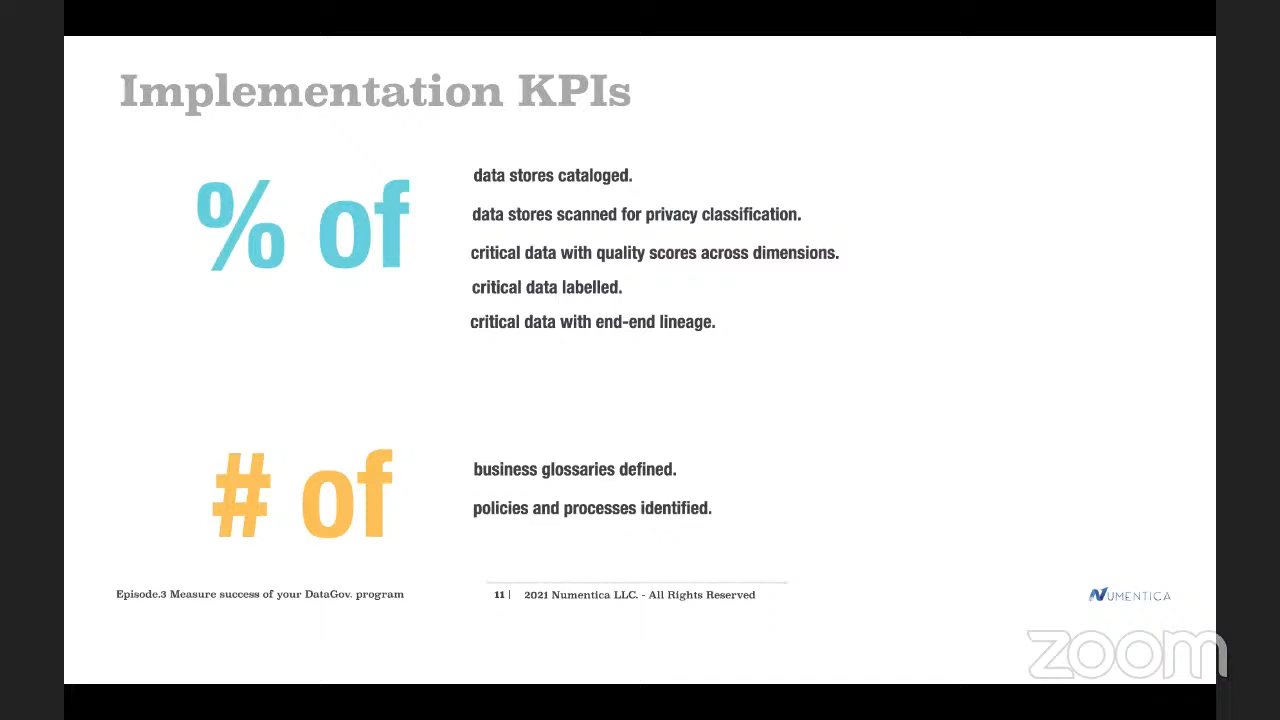 Implementation KPIs
% of
data stores cataloged.
data stores scanned for privacy classification.
critical data with quality scores across dimensions.
critical data labelled.
critical data with end-end lineage.
# of
business glossaries defined.
policies and processes identified.
Episode.3 Measure success of your DataGov. program
11 | 2021 Numentica LLC. - All Rights Reserved
NUMENTICA
zoom